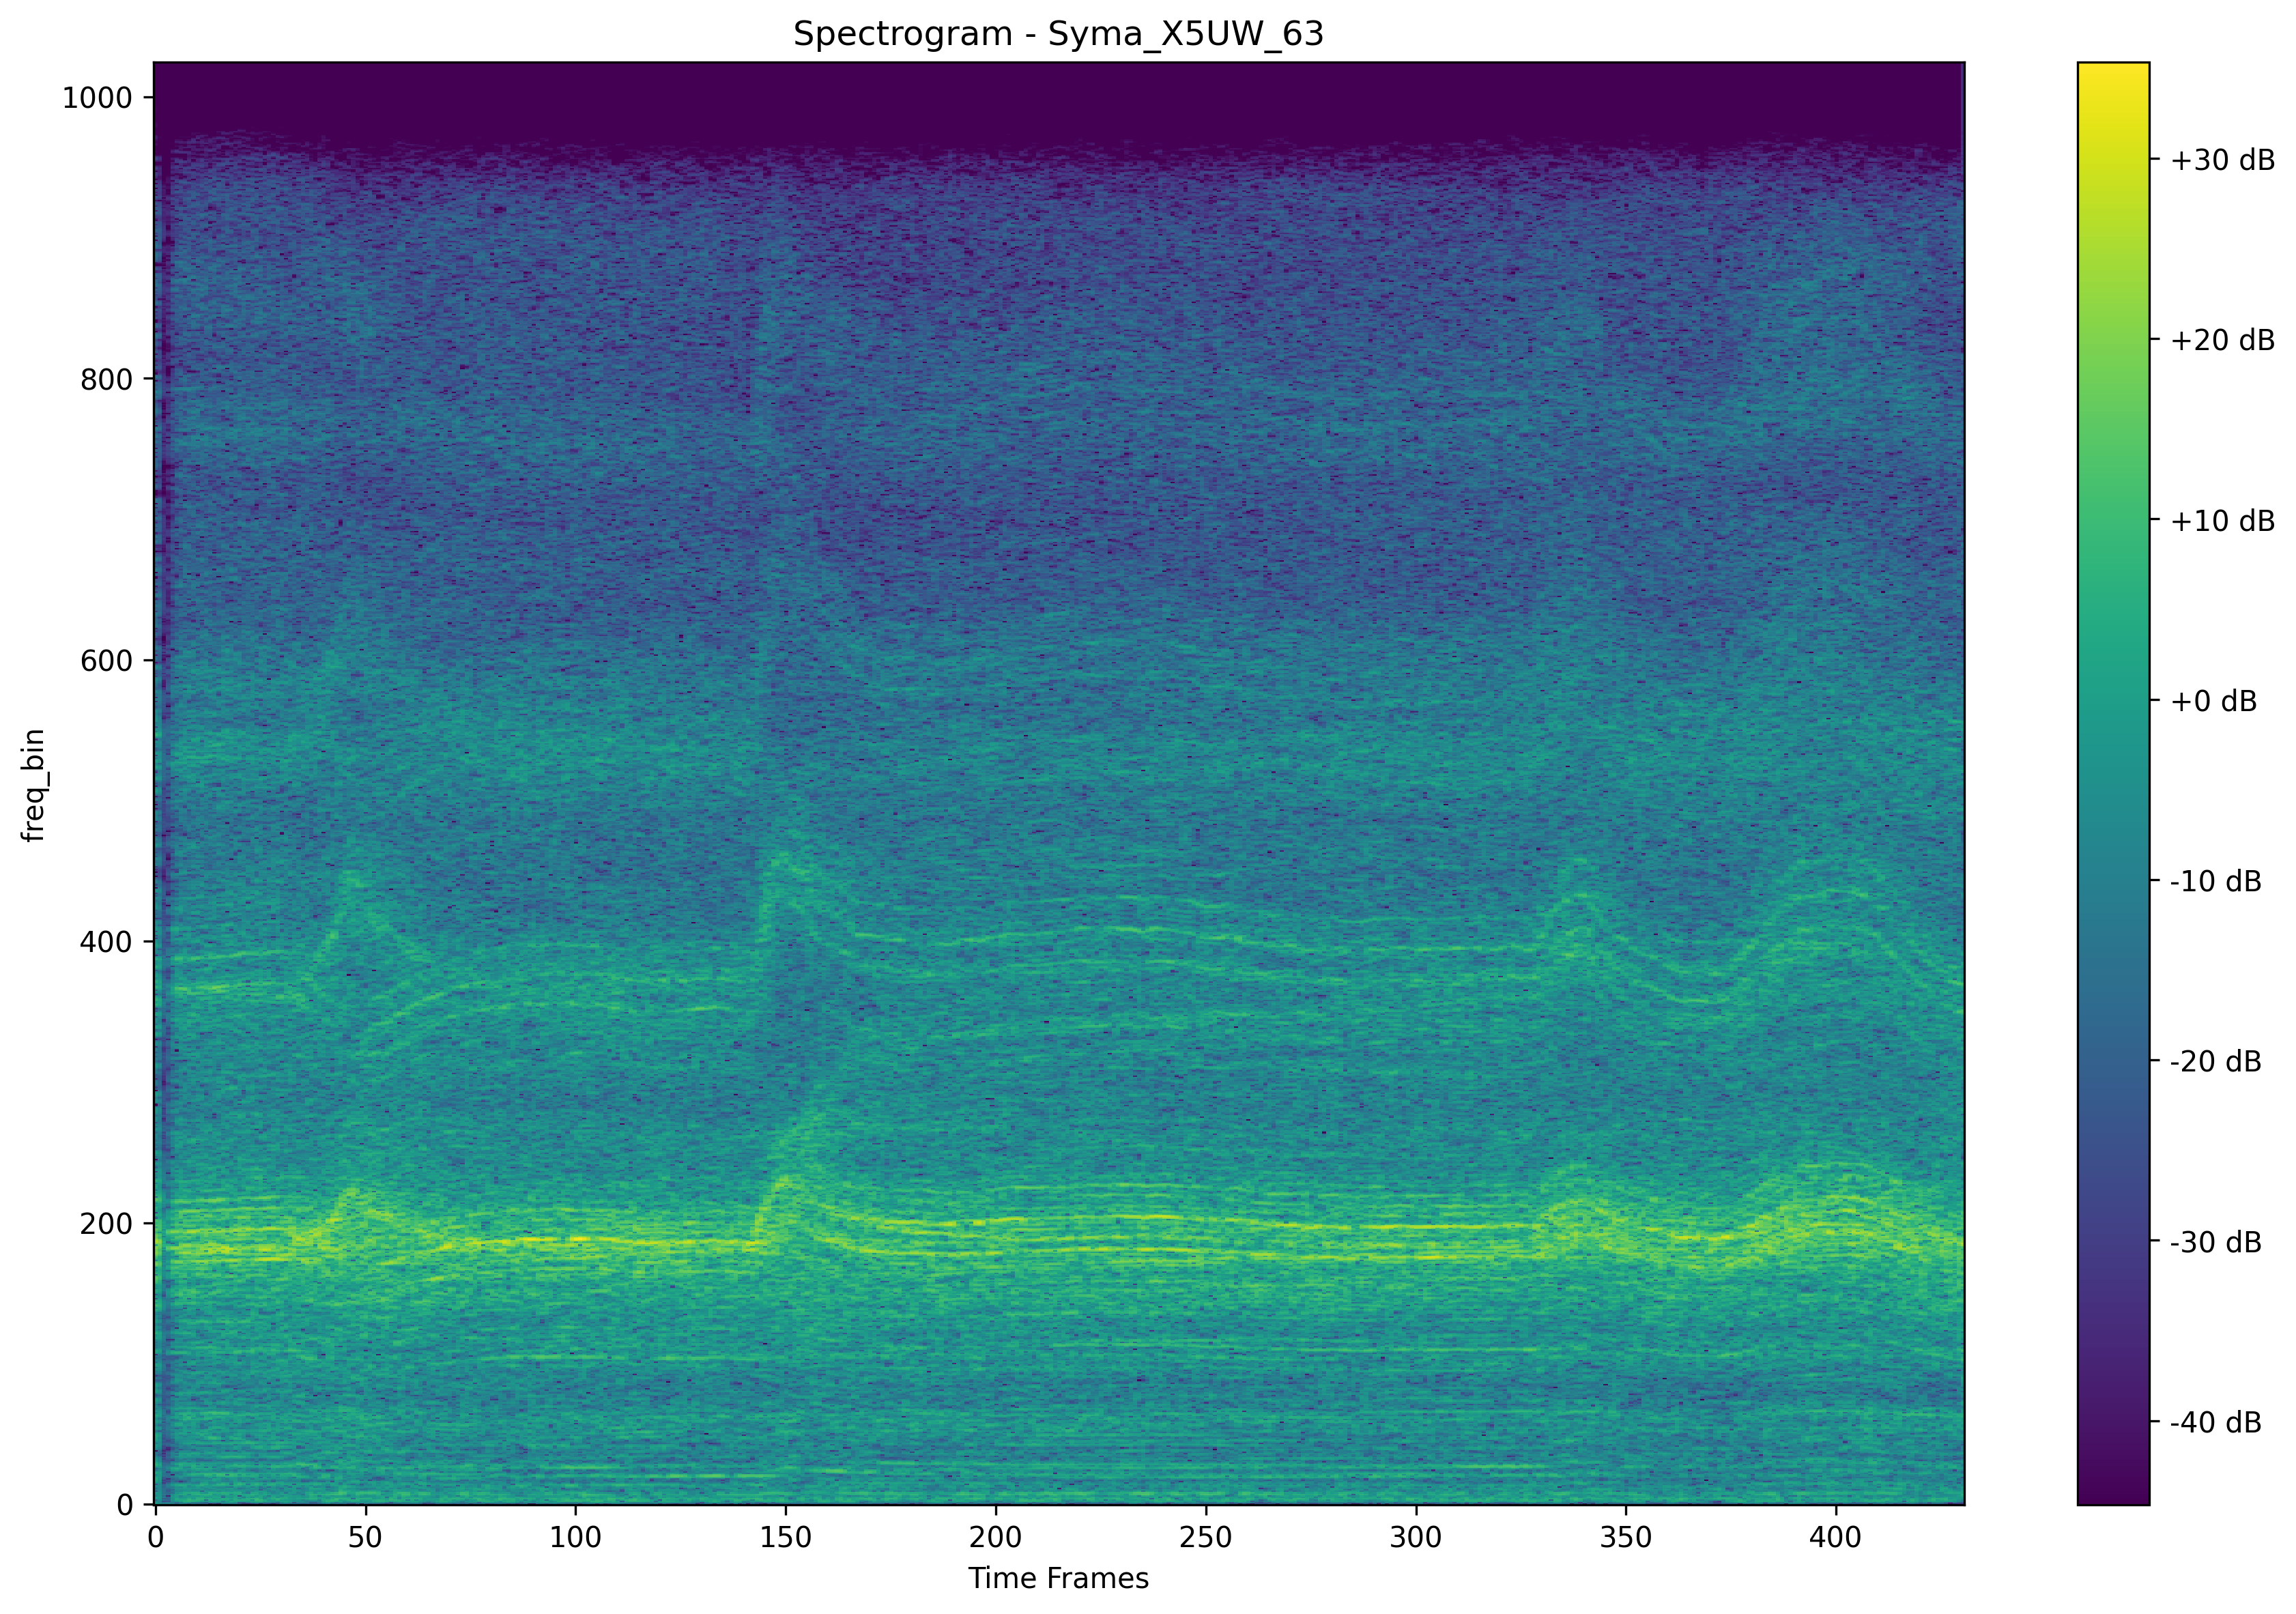 Spectrogram - Syma_X5UW_63
1000
800
600
400
200
0
freq_bin
0 50 100 150 200 250 300 350 400
Time Frames
+30 dB
+20 dB
+10 dB
+0 dB
-10 dB
-20 dB
-30 dB
-40 dB